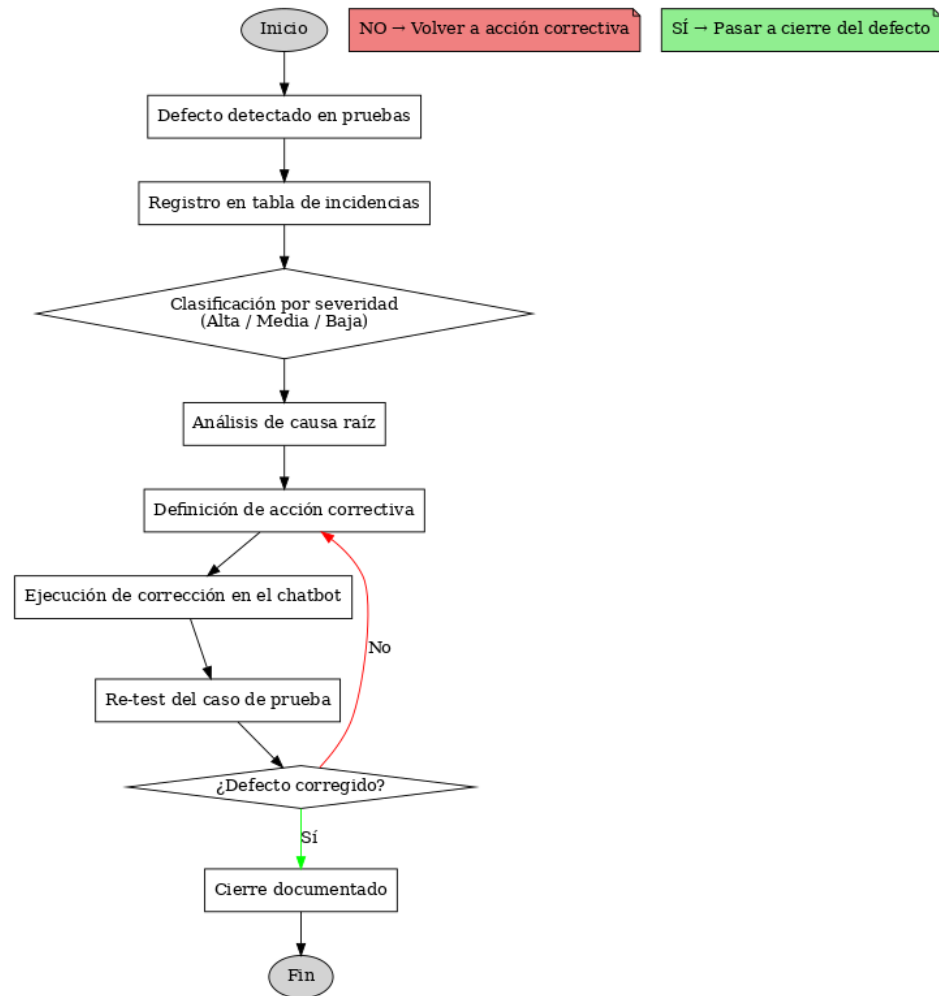 Inicio
NO → Volver a acción correctiva
SÍ → Pasar a cierre del defecto
Defecto detectado en pruebas
Registro en tabla de incidencias
Clasificación por severidad
(Alta / Media / Baja)
Análisis de causa raíz
Definición de acción correctiva
Ejecución de corrección en el chatbot
No
Re-test del caso de prueba
¿Defecto corregido?
Sí
Cierre documentado
Fin